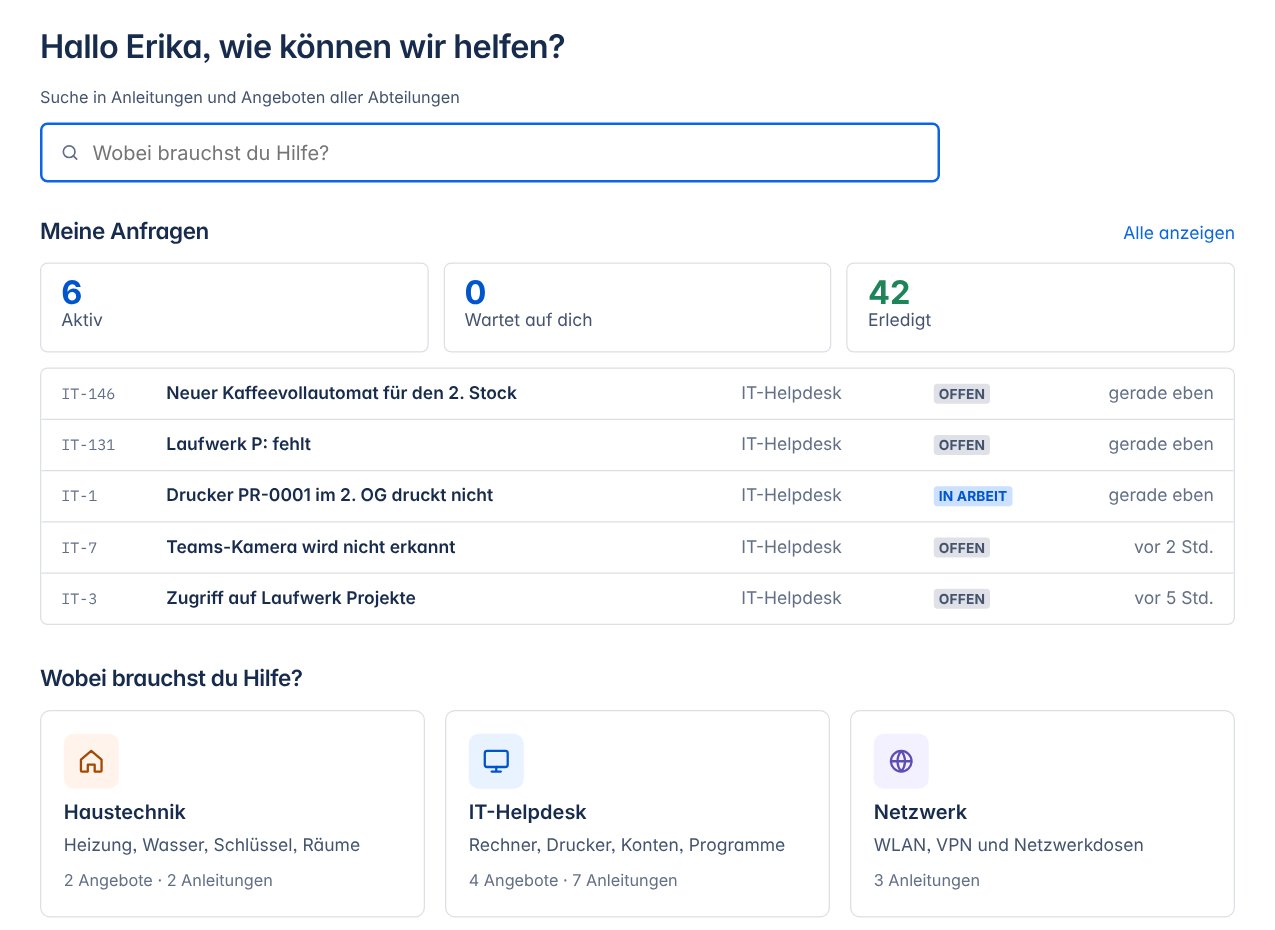 Hallo Erika, wie können wir helfen?
Suche in Anleitungen und Angeboten aller Abteilungen
Wobei brauchst du Hilfe?
Meine Anfragen Alle anzeigen
6 0 42
Aktiv Wartet auf dich Erledigt
IT-146 Neuer Kaffeevollautomat für den 2. Stock IT-Helpdesk OFFEN gerade eben
IT-131 Laufwerk P: fehlt IT-Helpdesk OFFEN gerade eben
IT-1 Drucker PR-0001 im 2. OG druckt nicht IT-Helpdesk IN ARBEIT gerade eben
IT-7 Teams-Kamera wird nicht erkannt IT-Helpdesk OFFEN vor 2 Std.
IT-3 Zugriff auf Laufwerk Projekte IT-Helpdesk OFFEN vor 5 Std.
Wobei brauchst du Hilfe?
Haustechnik IT-Helpdesk Netzwerk
Heizung, Wasser, Schlüssel, Räume Rechner, Drucker, Konten, Programme WLAN, VPN und Netzwerkdosen
2 Angebote · 2 Anleitungen 4 Angebote · 7 Anleitungen 3 Anleitungen